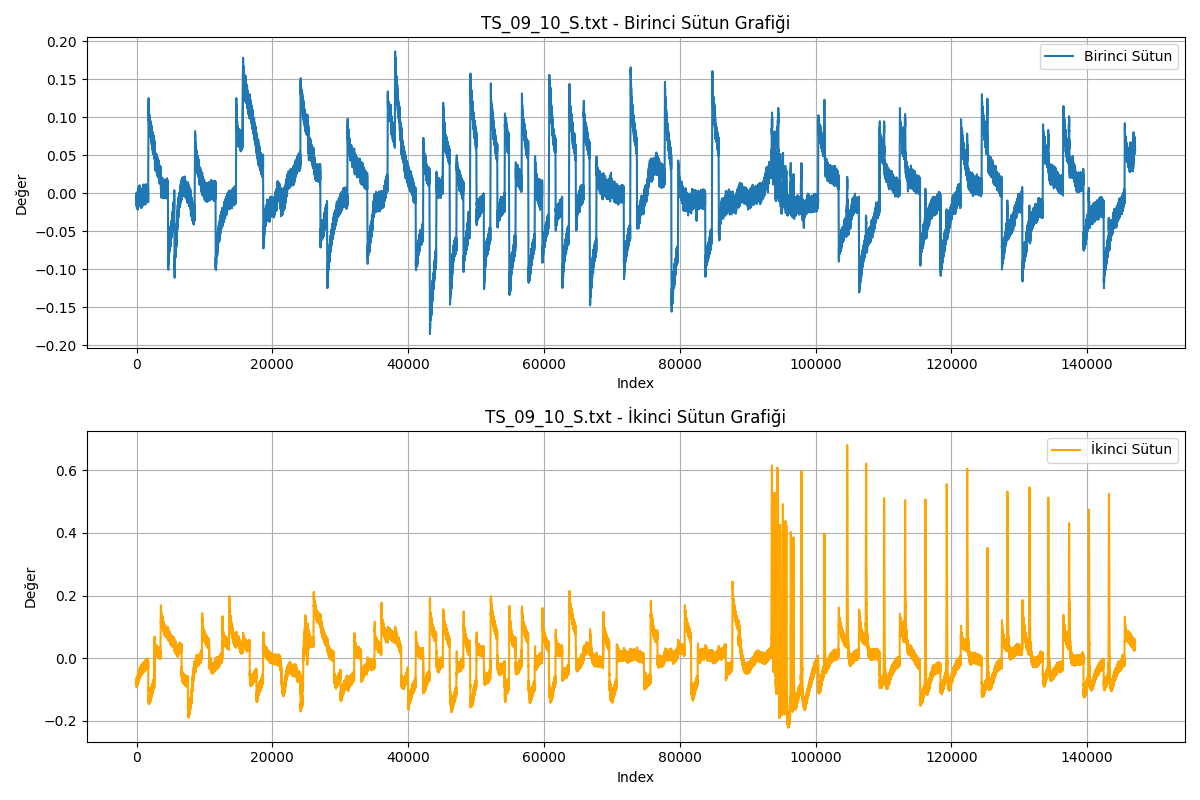 TS_09_10_S.txt - Birinci Sütun Grafiği
Birinci Sütun
Değer
0.20
0.15
0.10
0.05
0.00
−0.05
−0.10
−0.15
−0.20
0 20000 40000 60000 80000 100000 120000 140000
Index
TS_09_10_S.txt - İkinci Sütun Grafiği
İkinci Sütun
Değer
0.6
0.4
0.2
0.0
−0.2
0 20000 40000 60000 80000 100000 120000 140000
Index